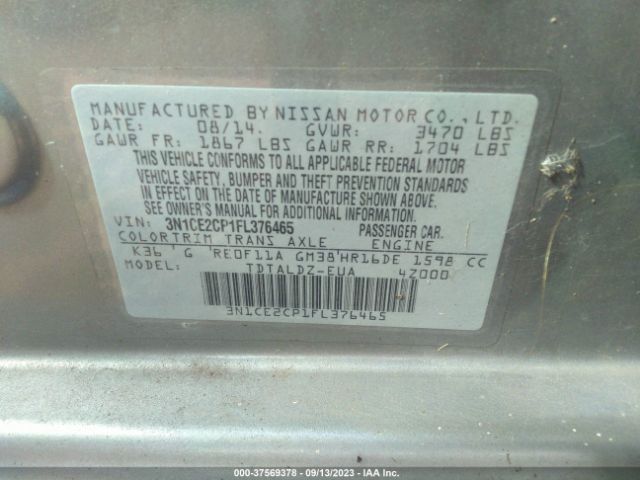 MANUFACTURED BY NISSAN MOTOR CO., LTD.
DATE: 08/14. GVWR: 3470 LBS
GAWR FR: 1867 LBS GAWR RR: 1704 LBS
THIS VEHICLE CONFORMS TO ALL APPLICABLE FEDERAL MOTOR
VEHICLE SAFETY, BUMPER AND THEFT PREVENTION STANDARDS
IN EFFECT ON THE DATE OF MANUFACTURE SHOWN ABOVE.
SEE OWNER'S MANUAL FOR ADDITIONAL INFORMATION.
VIN: 3N1CE2CP1FL376465 PASSENGER CAR.
COLOR TRIM TRANS AXLE ENGINE
K36 G RE0F11A GM38 HR16DE 1598 CC
MODEL: TDTALDZ-EUA 4Z000
3N1CE2CP1FL376465
000-37569378 | 09/13/2023 | IAA Inc.